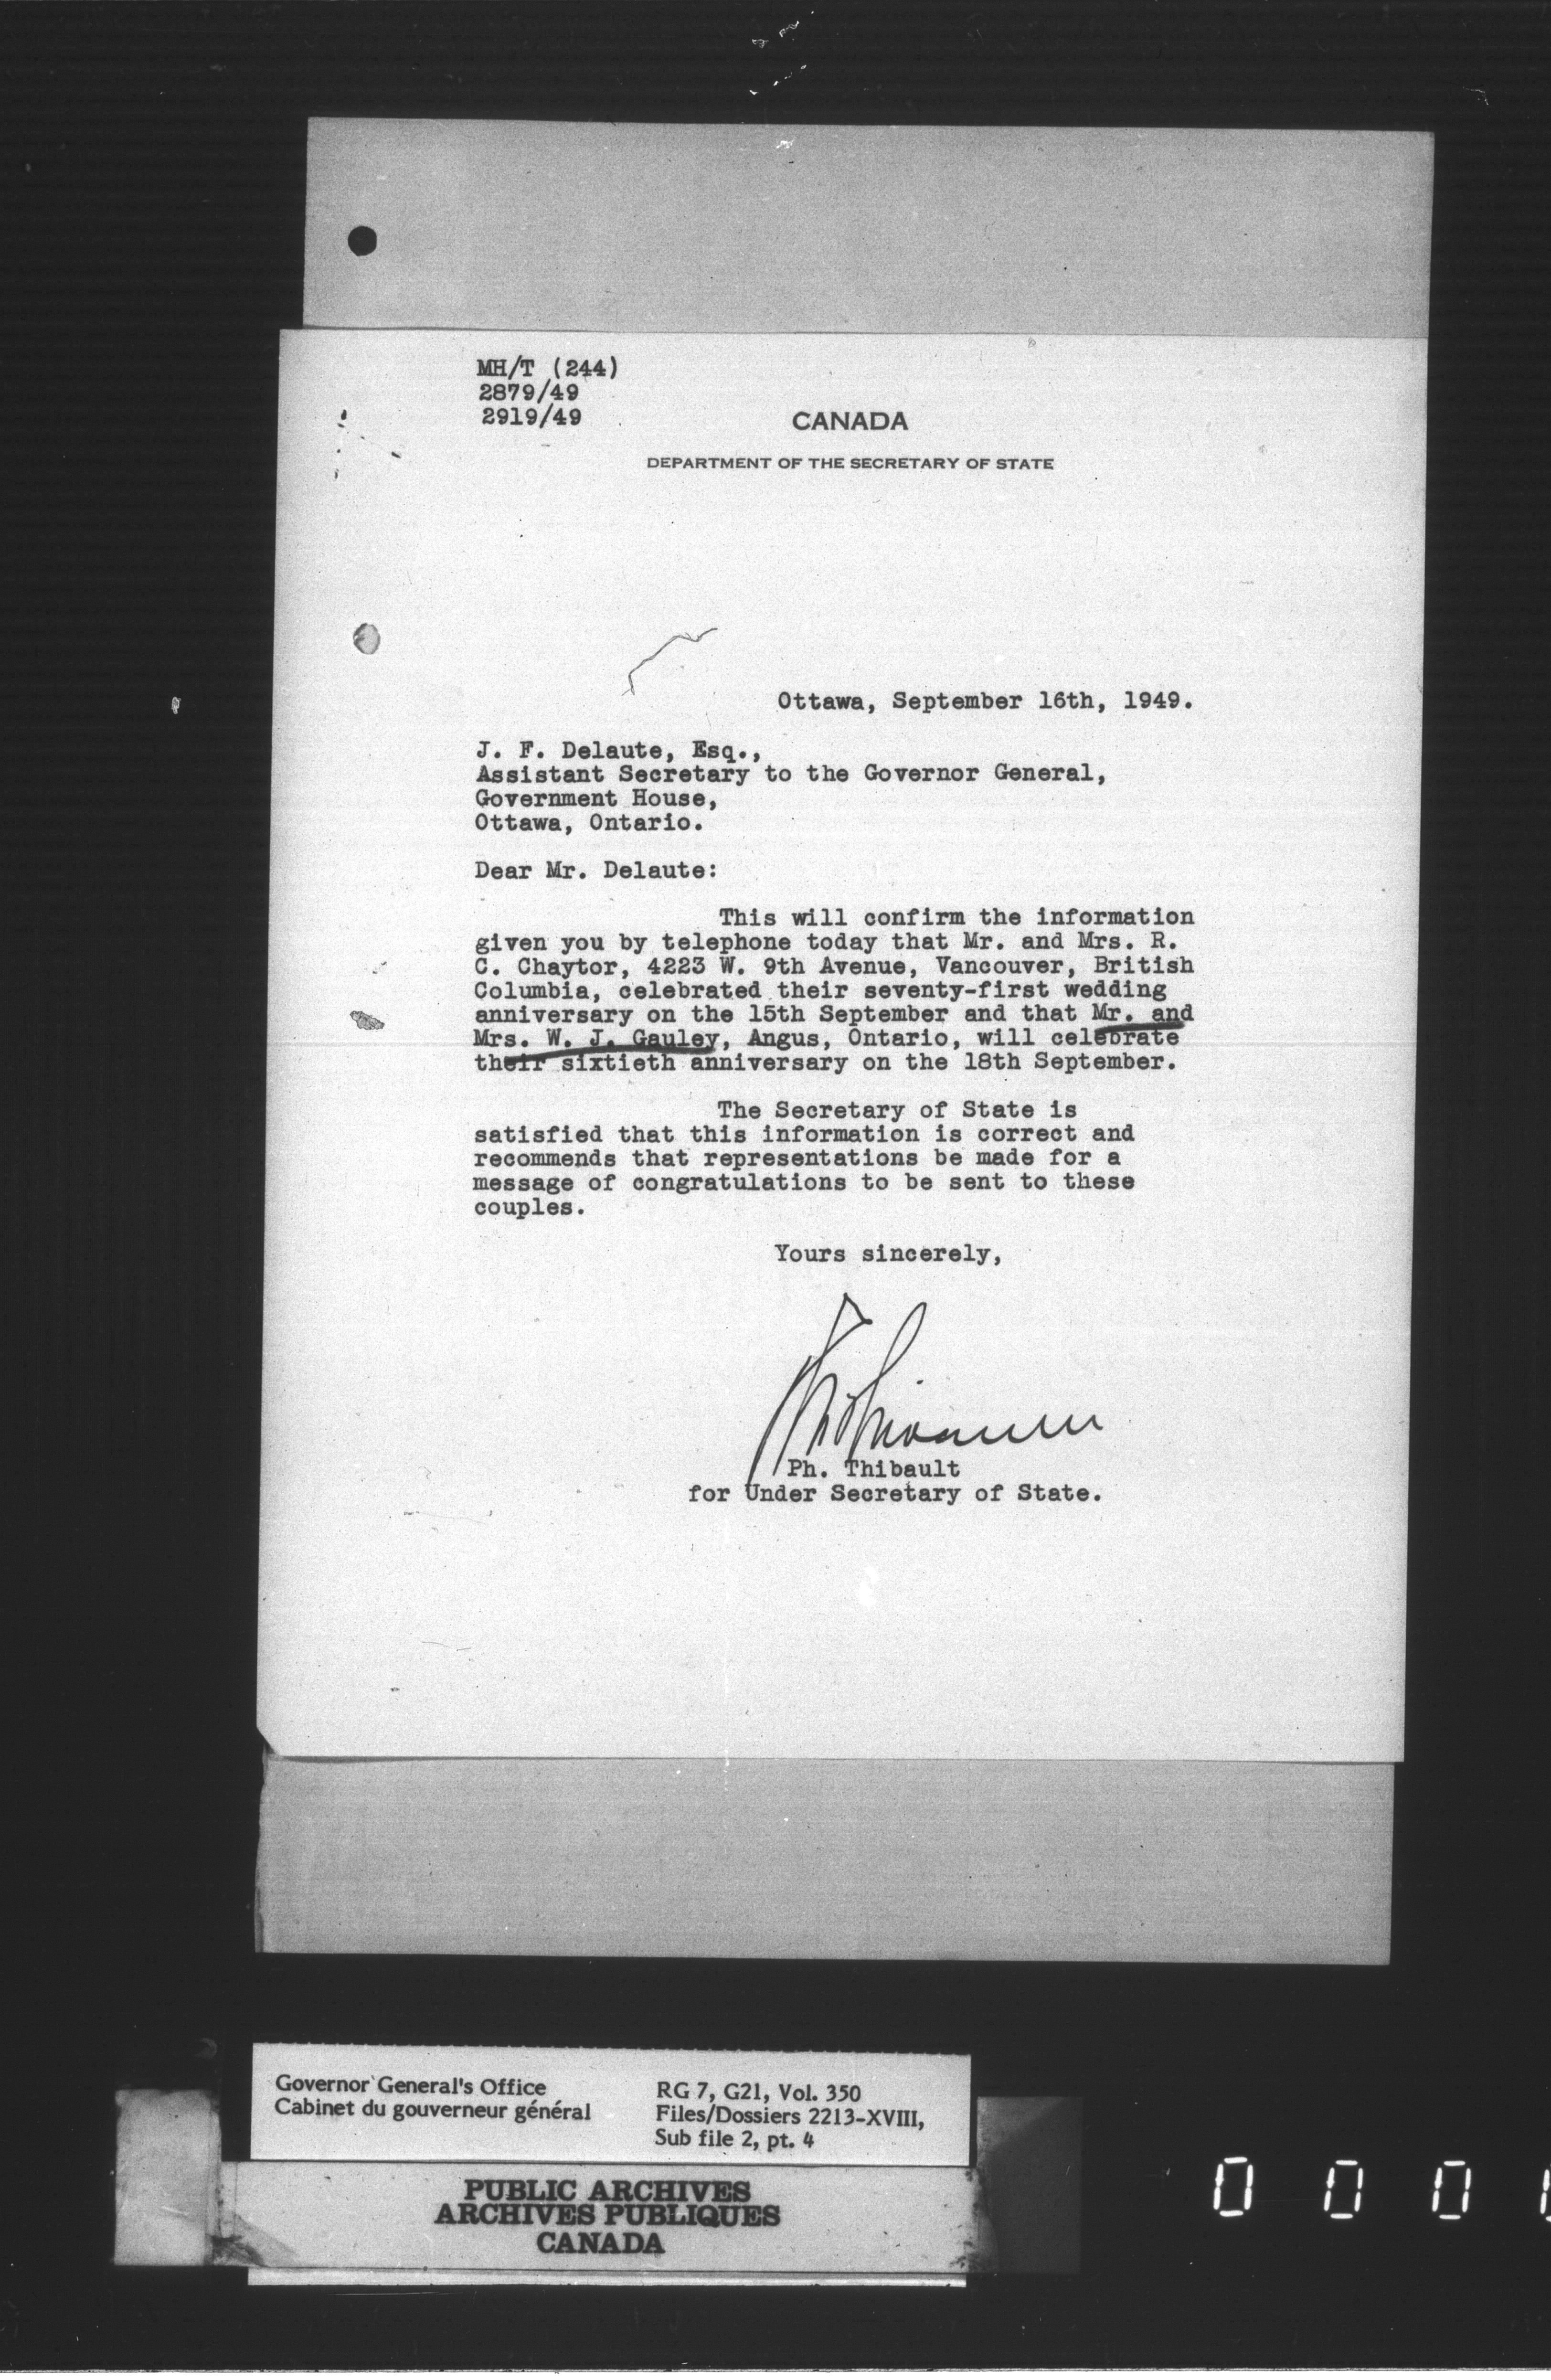 MH/T (244)
2879/49
2919/49
CANADA
DEPARTMENT OF THE SECRETARY OF STATE
Ottawa, September 16th, 1949.
J. F. Delaute, Esq.,
Assistant Secretary to the Governor General,
Government House,
Ottawa, Ontario.
Dear Mr. Delaute:
This will confirm the information
given you by telephone today that Mr. and Mrs. R.
C. Chaytor, 4223 W. 9th Avenue, Vancouver, British
Columbia, celebrated their seventy-first wedding
anniversary on the 15th September and that Mr. and
Mrs. W. J. Gauley, Angus, Ontario, will celebrate
their sixtieth anniversary on the 18th September.
The Secretary of State is
satisfied that this information is correct and
recommends that representations be made for a
message of congratulations to be sent to these
couples.
Yours sincerely,
Ph. Thibault
for Under Secretary of State.
Governor General's Office
Cabinet du gouverneur général
RG 7, G21, Vol. 350
Files/Dossiers 2213-XVIII,
Sub file 2, pt. 4
PUBLIC ARCHIVES
ARCHIVES PUBLIQUES
CANADA
0 0 0